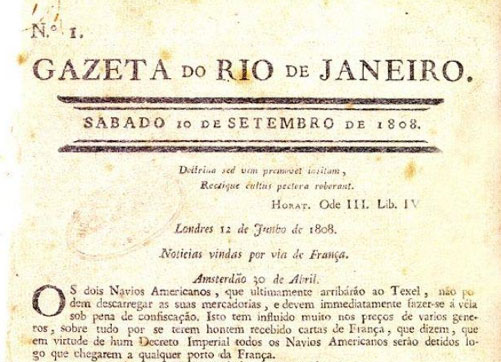 N.º 1.
GAZETA DO RIO DE JANEIRO.
SABADO 10 DE SETEMBRO DE 1808.
Doctrina sed vim promovet insitam,
Rectique cultus pectora roborant.
HORAT. Ode III. Lib. IV
Londres 12 de Junho de 1808.
Noticias vindas por via de França.
Amsterdão 30 de Abril.
OS dois Navios Americanos, que ultimamente arribárão ao Texel, não po
dem descarregar as suas mercadorias, e devem immediatamente fazer-se á véla
sob pena de confiscação. Isto tem influido muito nos preços de varios gene-
ros, sobre tudo por se terem hontem recebido cartas de França, que dizem, que
em virtude de hum Decreto Imperial todos os Navios Americanos serão detidos logo
que chegarem a qualquer porto da França.